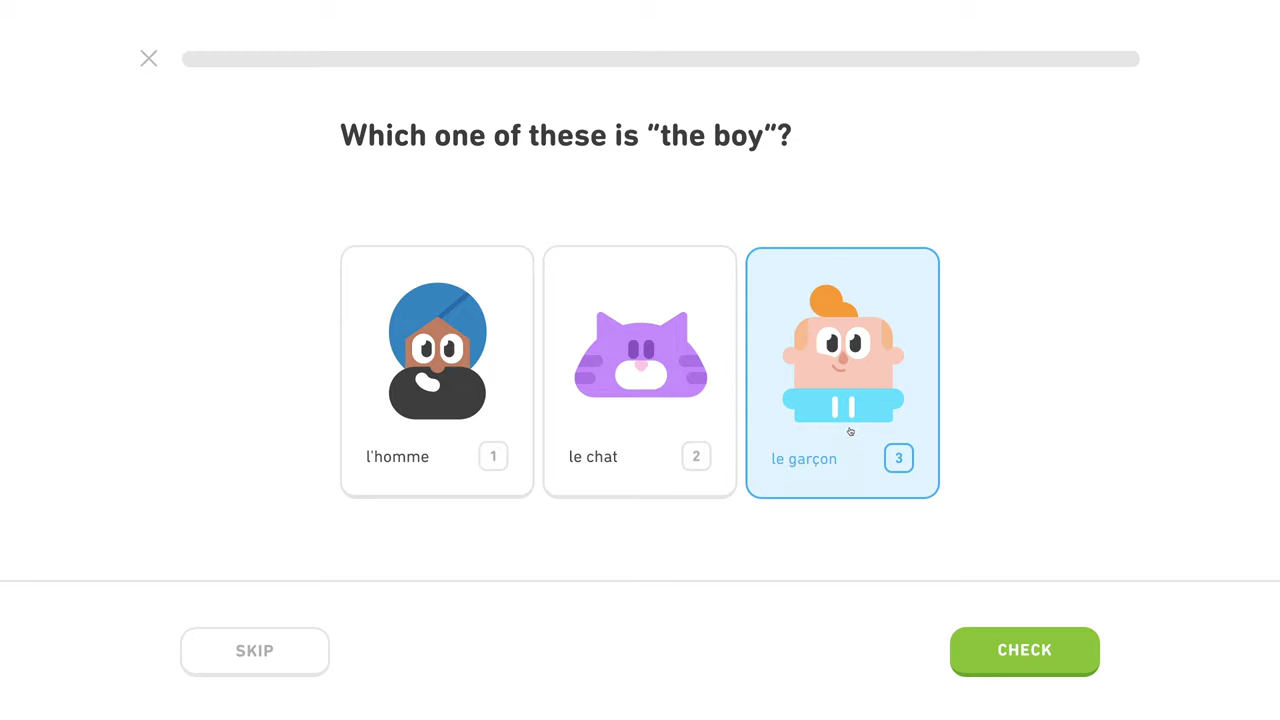 Which one of these is “the boy”?
l'homme 1
le chat 2
le garçon 3
SKIP
CHECK